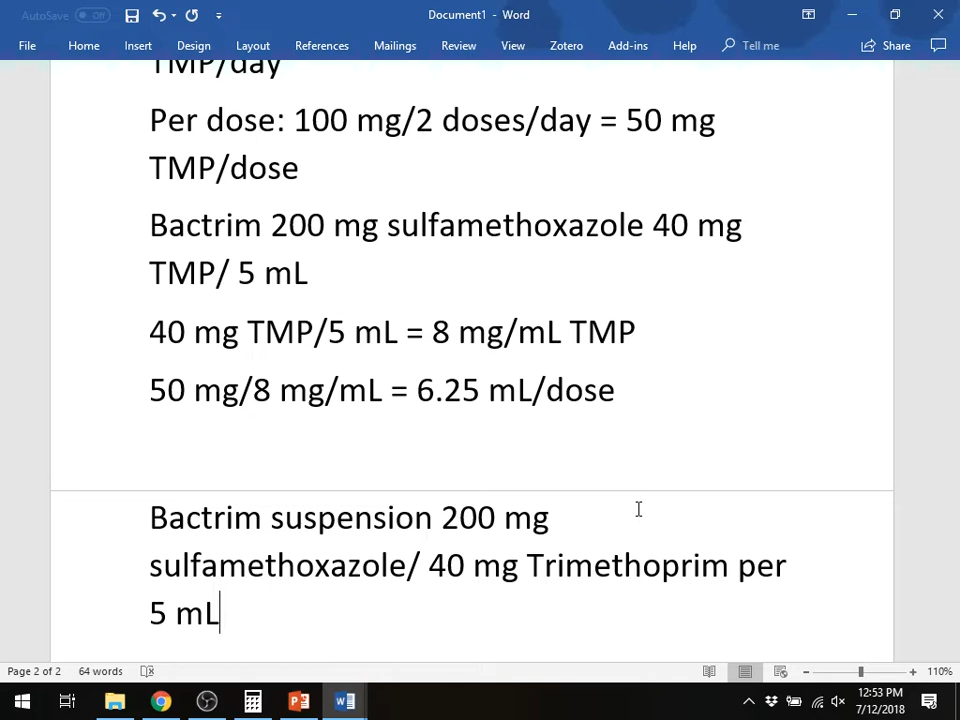 AutoSave Off
Document1 - Word
File Home Insert Design Layout References Mailings Review View Zotero Add-ins Help Tell me Share
TMP/day
Per dose: 100 mg/2 doses/day = 50 mg
TMP/dose
Bactrim 200 mg sulfamethoxazole 40 mg
TMP/ 5 mL
40 mg TMP/5 mL = 8 mg/mL TMP
50 mg/8 mg/mL = 6.25 mL/dose
Bactrim suspension 200 mg
sulfamethoxazole/ 40 mg Trimethoprim per
5 mL
Page 2 of 2 64 words 110%
12:53 PM
7/12/2018